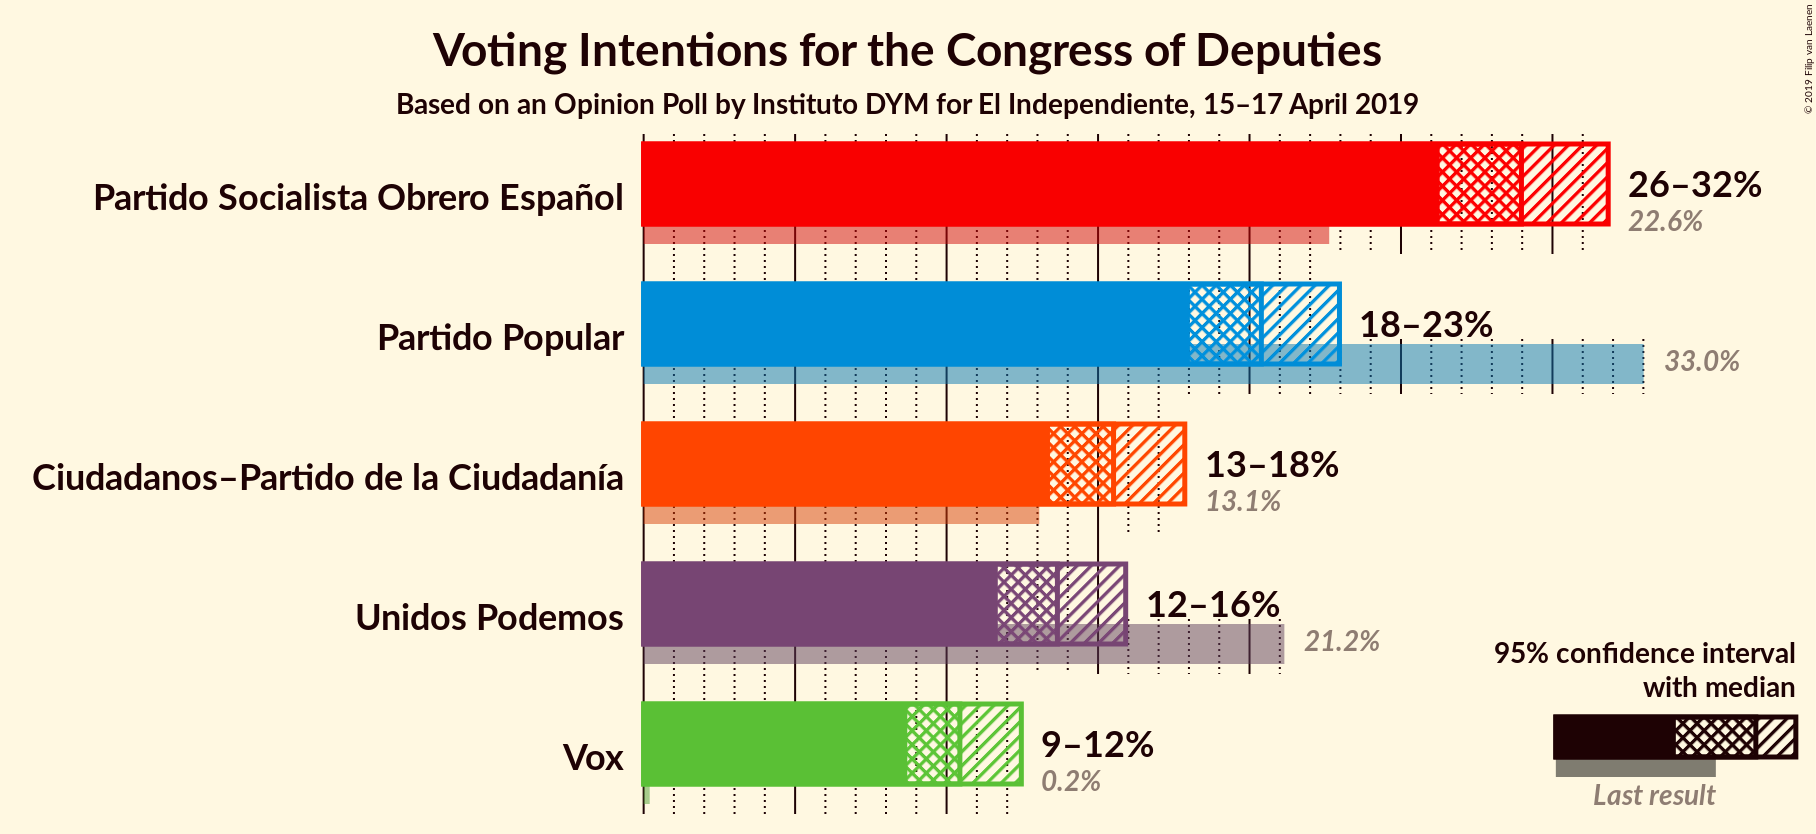 Voting Intentions for the Congress of Deputies
Based on an Opinion Poll by Instituto DYM for El Independiente, 15–17 April 2019
© 2019 Filip van Laenen
Partido Socialista Obrero Español
26–32%
22.6%
Partido Popular
18–23%
33.0%
Ciudadanos–Partido de la Ciudadanía
13–18%
13.1%
Unidos Podemos
12–16%
21.2%
Vox
9–12%
0.2%
95% confidence interval
with median
Last result